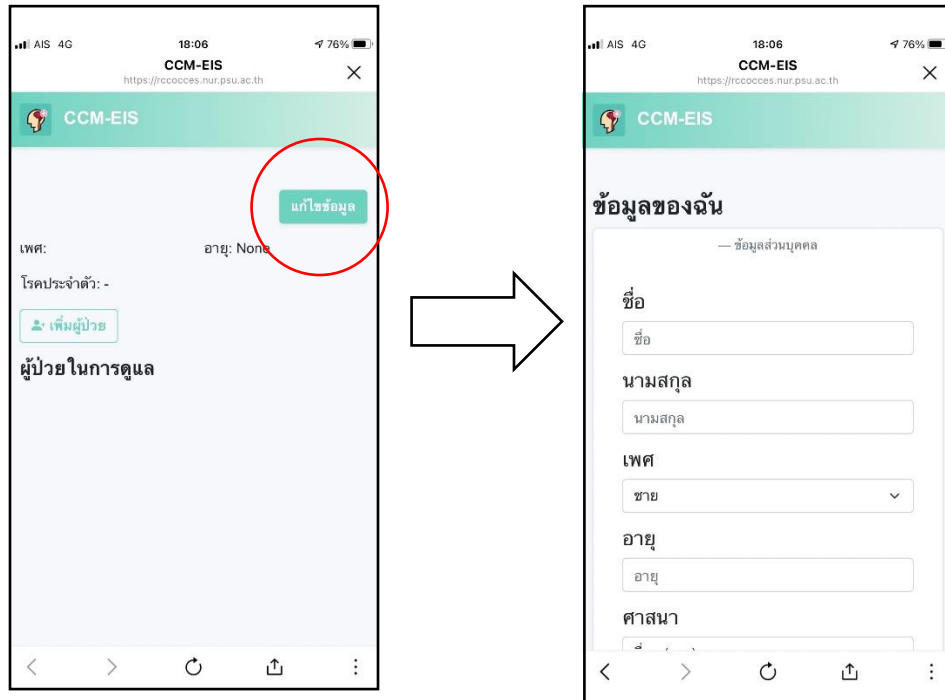 AIS 4G 18:06 76%
CCM-EIS
https://rccocces.nur.psu.ac.th
CCM-EIS
แก้ไขข้อมูล
เพศ: อายุ: None
โรคประจำตัว: -
เพิ่มผู้ป่วย
ผู้ป่วยในการดูแล
AIS 4G 18:06 76%
CCM-EIS
https://rccocces.nur.psu.ac.th
CCM-EIS
ข้อมูลของฉัน
— ข้อมูลส่วนบุคคล
ชื่อ
ชื่อ
นามสกุล
นามสกุล
เพศ
ชาย
อายุ
อายุ
ศาสนา